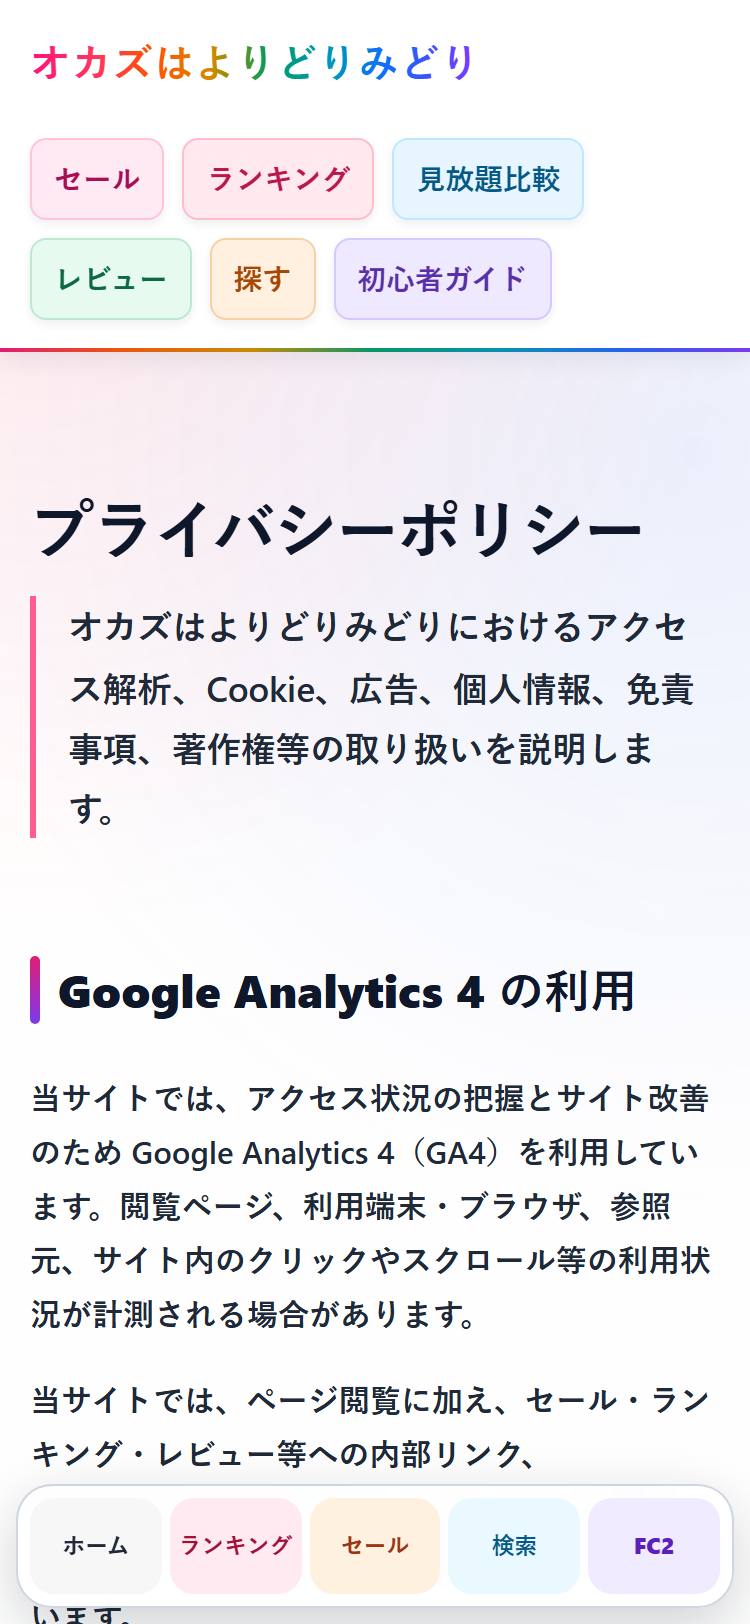 オカズはよりどりみどり
セール
ランキング
見放題比較
レビュー
探す
初心者ガイド
プライバシーポリシー
オカズはよりどりみどりにおけるアクセ
ス解析、Cookie、広告、個人情報、免責
事項、著作権等の取り扱いを説明しま
す。
Google Analytics 4 の利用
当サイトでは、アクセス状況の把握とサイト改善
のため Google Analytics 4（GA4）を利用してい
ます。閲覧ページ、利用端末・ブラウザ、参照
元、サイト内のクリックやスクロール等の利用状
況が計測される場合があります。
当サイトでは、ページ閲覧に加え、セール・ラン
キング・レビュー等への内部リンク、
ホーム
ランキング
セール
検索
FC2
います。